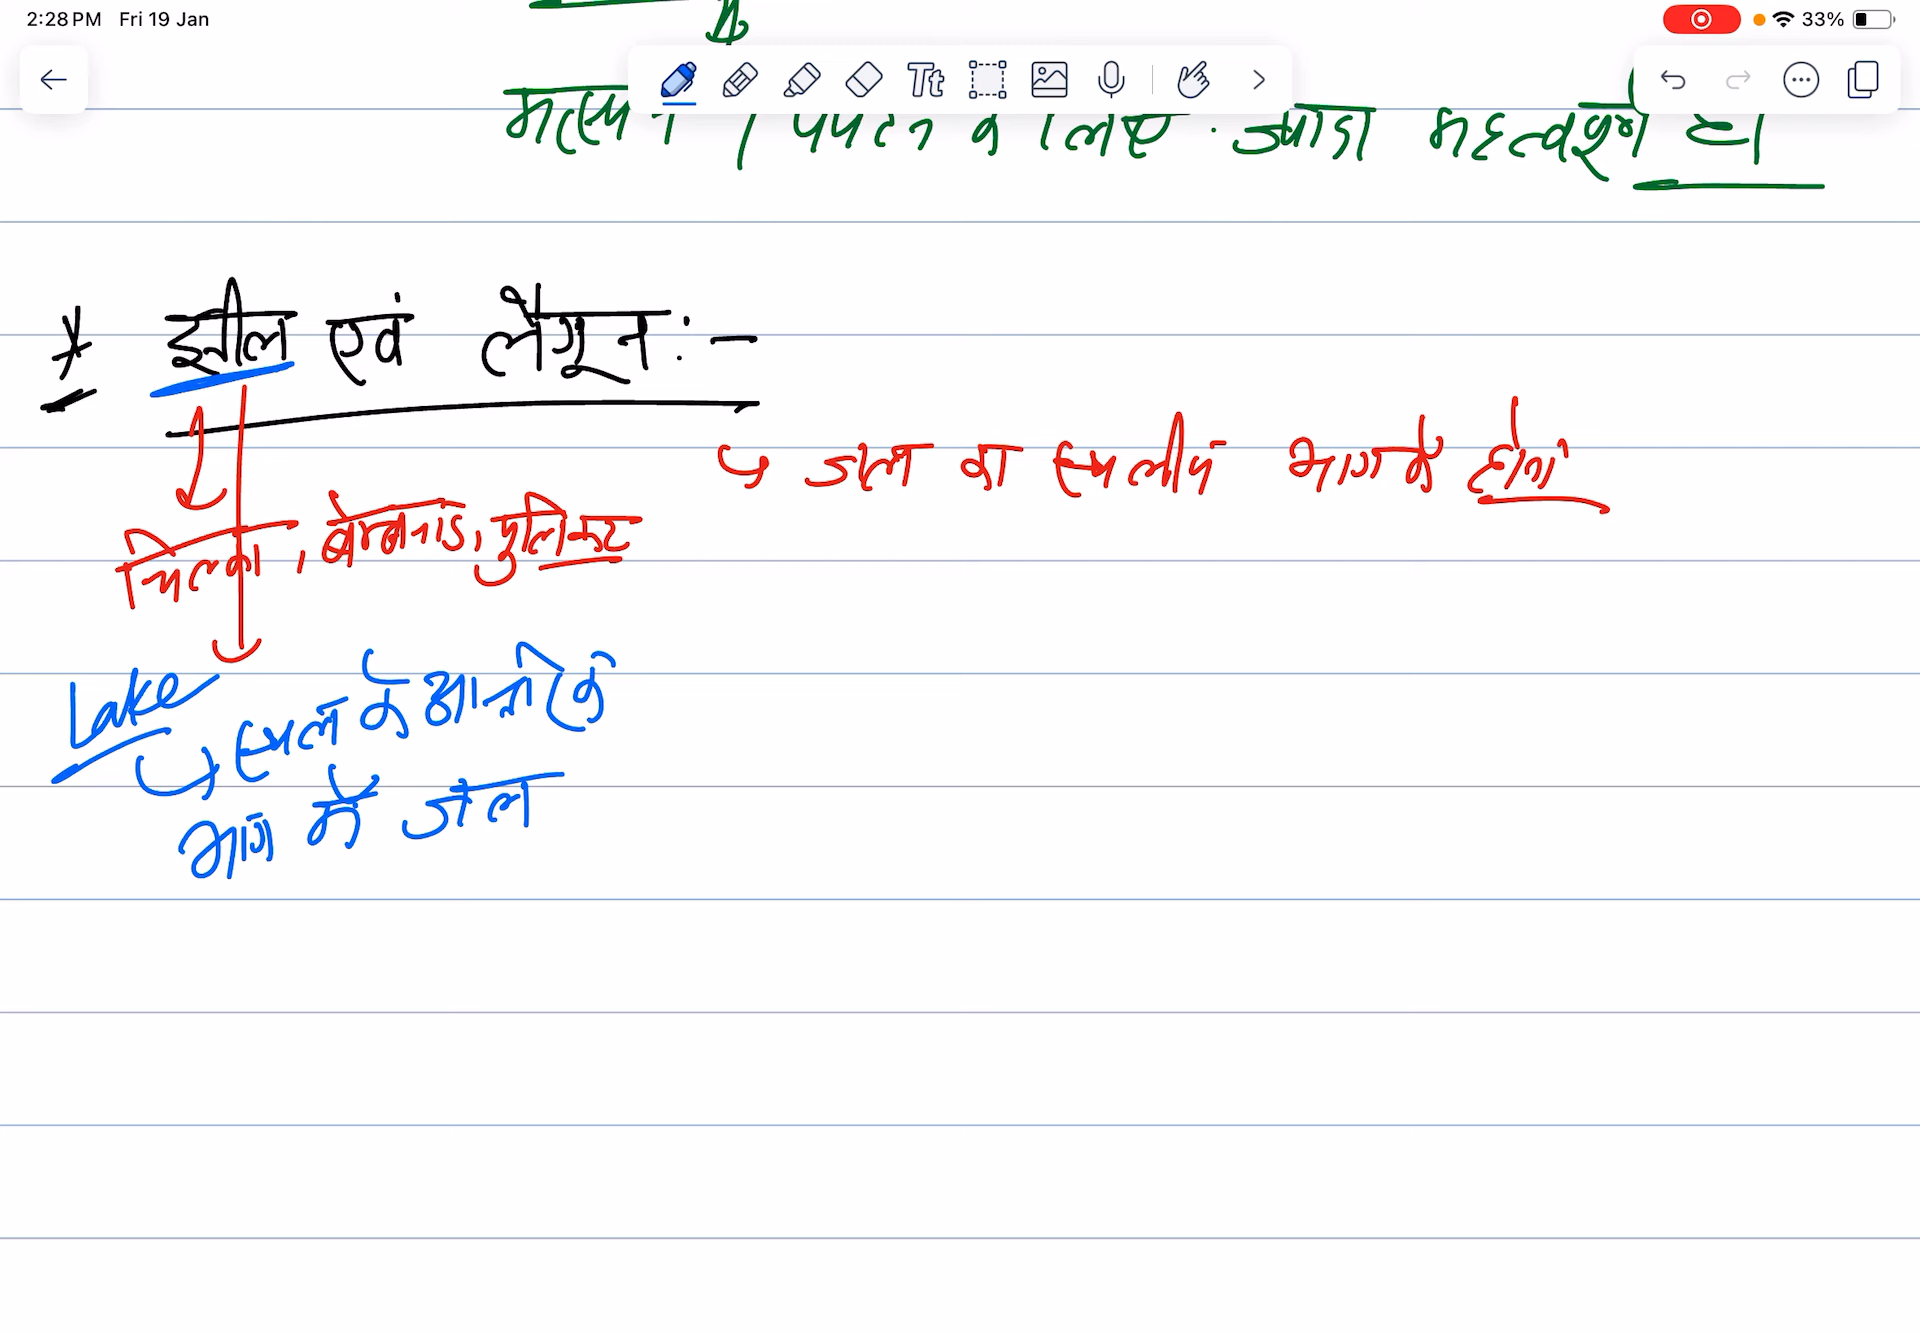 2:28 PM Fri 19 Jan 33%
Tt
पर्यटन के लिए ज्यादा महत्वपूर्ण है।
* झील एवं लैगून :-
↳ जल का स्थलीय भाग में होना
चिल्का, वेम्बनाड, पुलिकट
Lake
↳ स्थल के आन्तरिक
भाग में जल